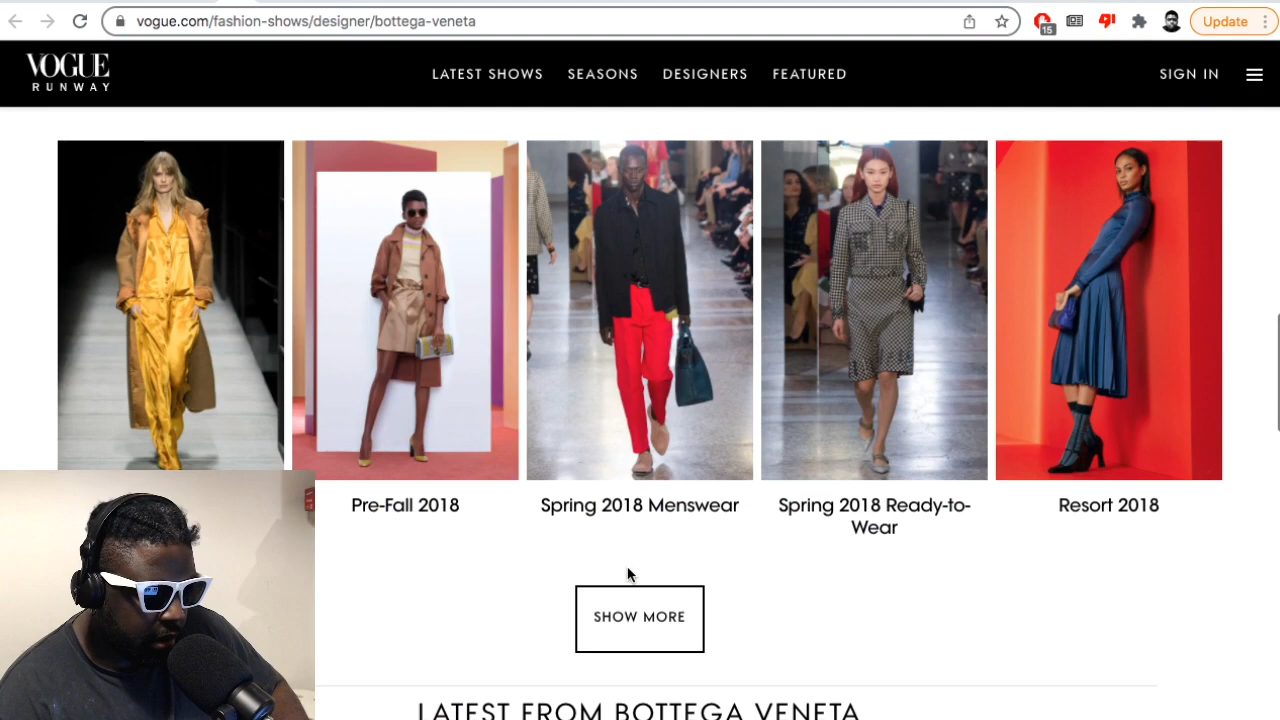 vogue.com/fashion-shows/designer/bottega-veneta
15
Update
VOGUE
RUNWAY
LATEST SHOWS
SEASONS
DESIGNERS
FEATURED
SIGN IN
Pre-Fall 2018
Spring 2018 Menswear
Spring 2018 Ready-to-
Wear
Resort 2018
SHOW MORE
LATEST FROM BOTTEGA VENETA